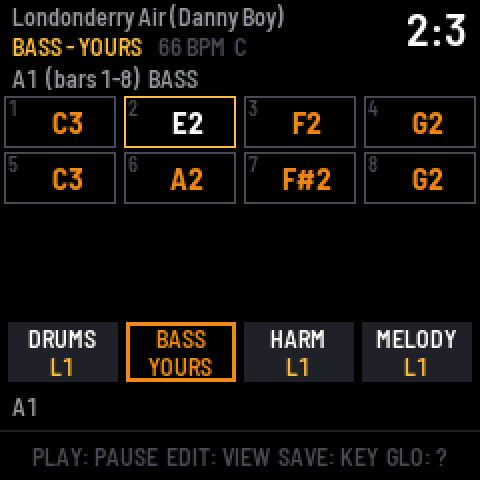 Londonderry Air (Danny Boy)
2:3
BASS - YOURS 66 BPM C
A1 (bars 1-8) BASS
1 C3 2 E2 3 F2 4 G2
5 C3 6 A2 7 F#2 8 G2
DRUMS BASS HARM MELODY
L1 YOURS L1 L1
A1
PLAY: PAUSE EDIT: VIEW SAVE: KEY GLO: ?